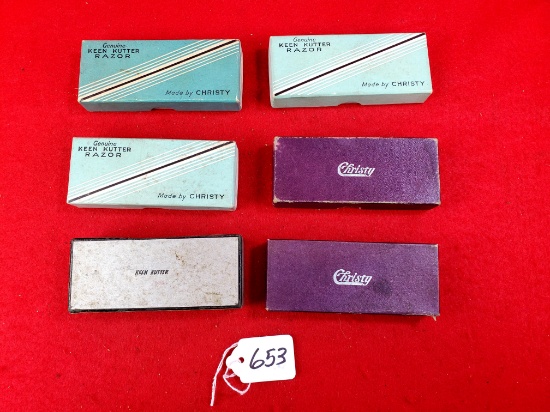 Genuine
KEEN KUTTER
RAZOR
Made by CHRISTY
Genuine
KEEN KUTTER
RAZOR
Made by CHRISTY
Genuine
KEEN KUTTER
RAZOR
Made by CHRISTY
Christy
KEEN KUTTER
Christy
653